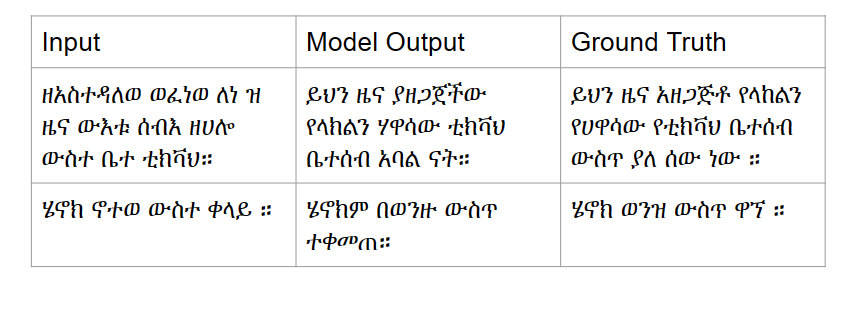 Input
Model Output
Ground Truth
ዘአስተዳለወ ወፈነወ ለነ ዝ
ዜና ውእቱ ሰብእ ዘሀሎ
ውስተ ቤተ ቲክቫህ።
ይህን ዜና ያዘጋጀችው
የላክልን ሃዋሳው ቲክቫህ
ቤተሰብ አባል ናት።
ይህን ዜና አዘጋጅቶ የላከልን
የሀዋሳው የቲክቫህ ቤተሰብ
ውስጥ ያለ ሰው ነው ።
ሄኖክ ኖተወ ውስተ ቀላይ ።
ሄኖክም በወንዙ ውስጥ
ተቀመጠ።
ሄኖክ ወንዝ ውስጥ ዋኘ ።